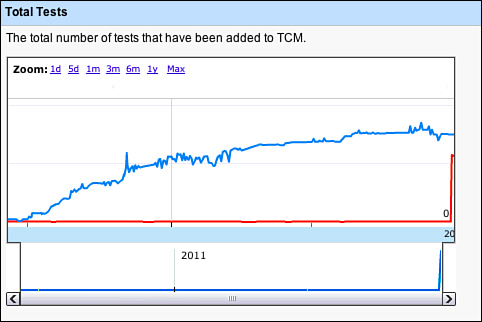 Total Tests
The total number of tests that have been added to TCM.
Zoom: 1d 5d 1m 3m 6m 1y Max
0
20
2011